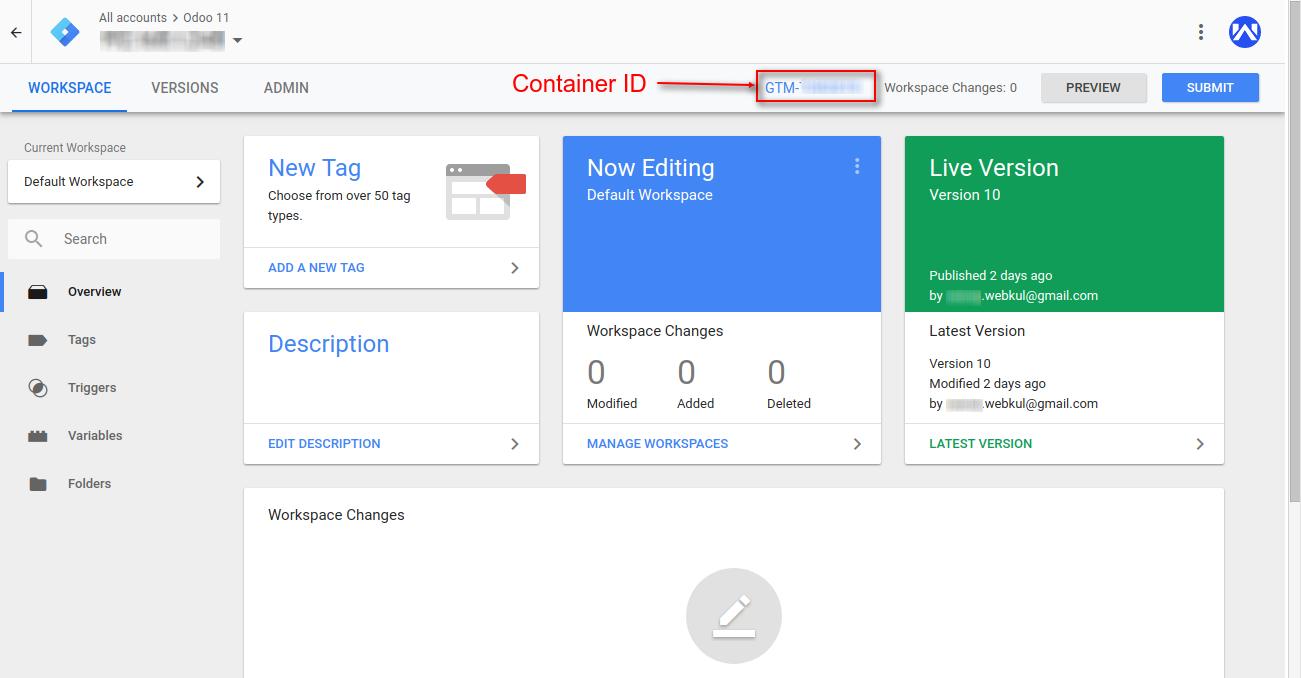 All accounts > Odoo 11
WORKSPACE VERSIONS ADMIN
Container ID
GTM-
Workspace Changes: 0
PREVIEW
SUBMIT
Current Workspace
Default Workspace
Search
Overview
Tags
Triggers
Variables
Folders
New Tag
Choose from over 50 tag
types.
ADD A NEW TAG
Description
EDIT DESCRIPTION
Now Editing
Default Workspace
Workspace Changes
0 0 0
Modified Added Deleted
MANAGE WORKSPACES
Live Version
Version 10
Published 2 days ago
by .webkul@gmail.com
Latest Version
Version 10
Modified 2 days ago
by .webkul@gmail.com
LATEST VERSION
Workspace Changes